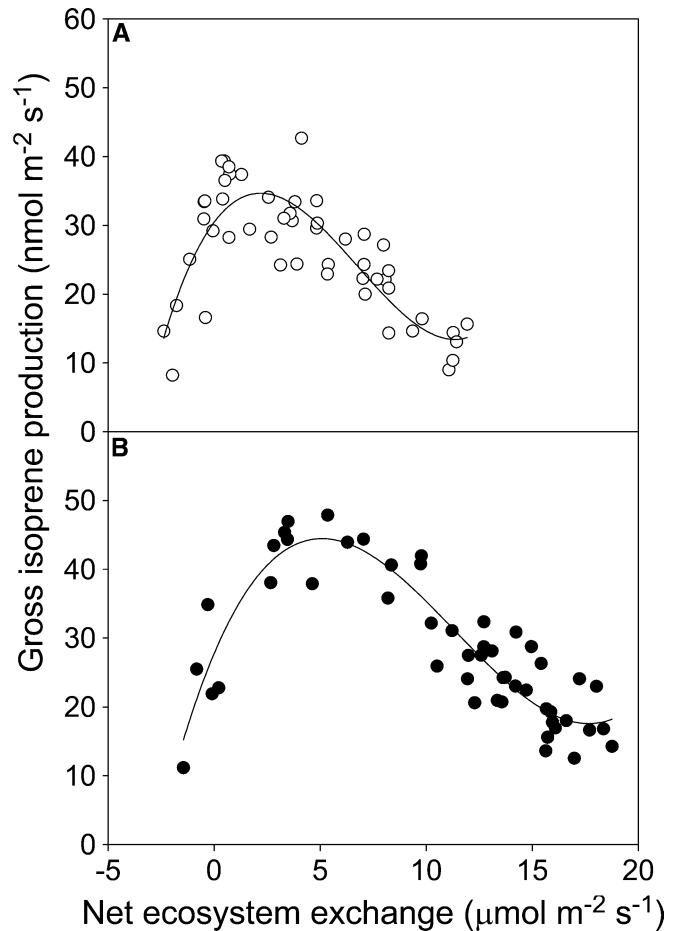 60
A
50
40
30
20
10
0
B
50
40
30
20
10
0
-5 0 5 10 15 20
Gross isoprene production (nmol m-2 s-1)
Net ecosystem exchange (μmol m-2 s-1)